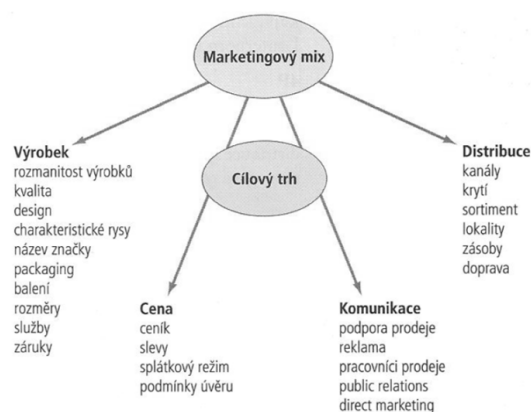 Marketingový mix
Cílový trh
Výrobek
rozmanitost výrobků
kvalita
design
charakteristické rysy
název značky
packaging
balení
rozměry
služby
záruky
Cena
ceník
slevy
splátkový režim
podmínky úvěru
Komunikace
podpora prodeje
reklama
pracovníci prodeje
public relations
direct marketing
Distribuce
kanály
krytí
sortiment
lokality
zásoby
doprava